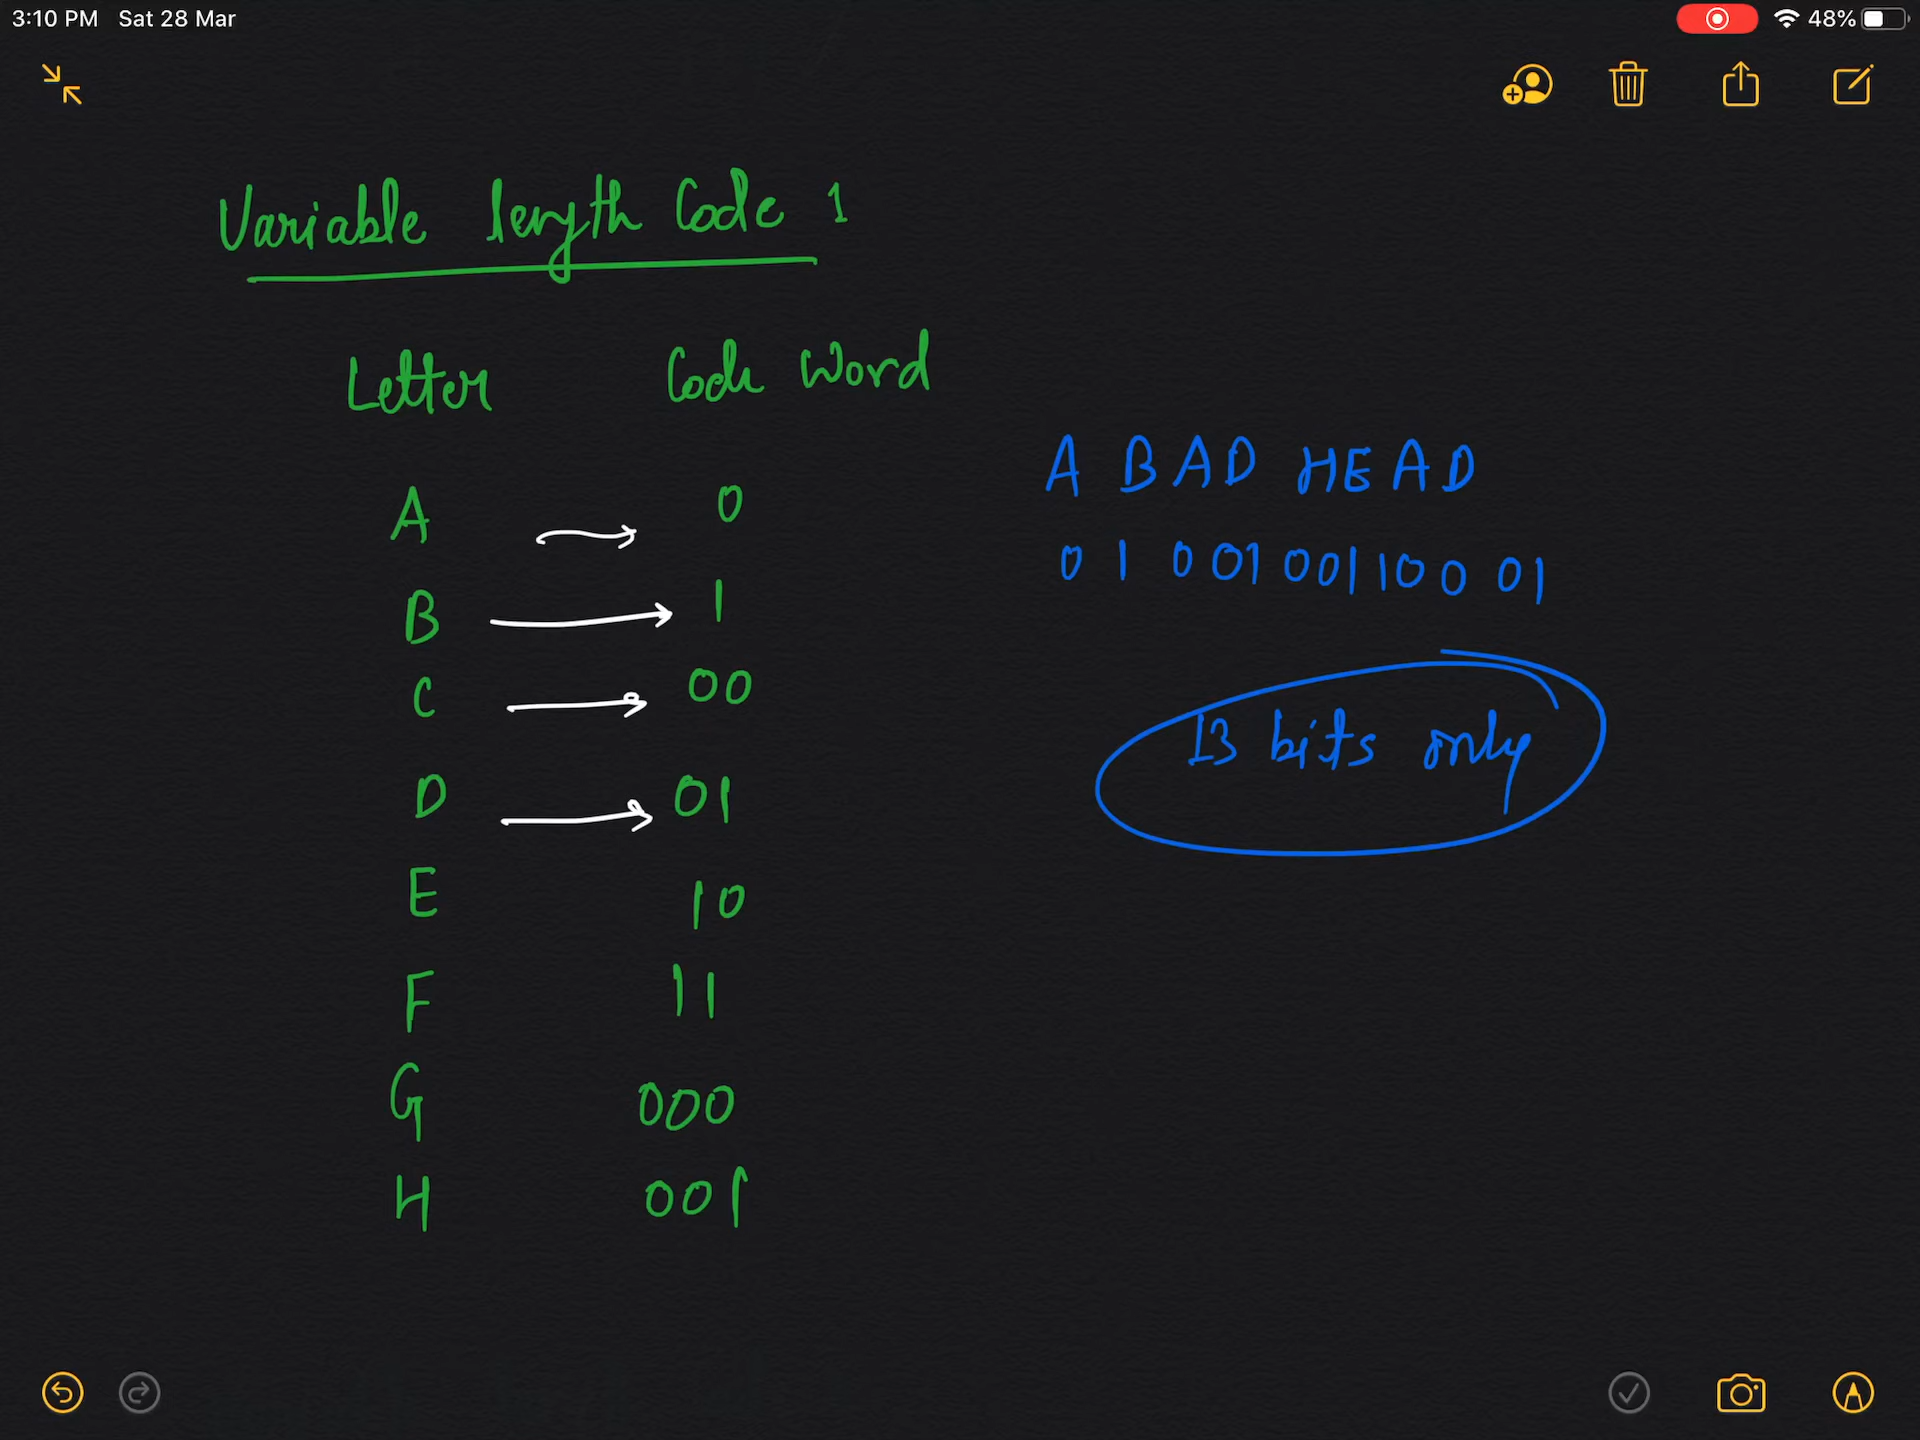 3:10 PM Sat 28 Mar 48%
Variable length Code 1
Letter Code Word
A 0
B 1
C 00
D 01
E 10
F 11
G 000
H 001
A BAD HEAD
0 1 0 01 001 10 0 01
13 bits only